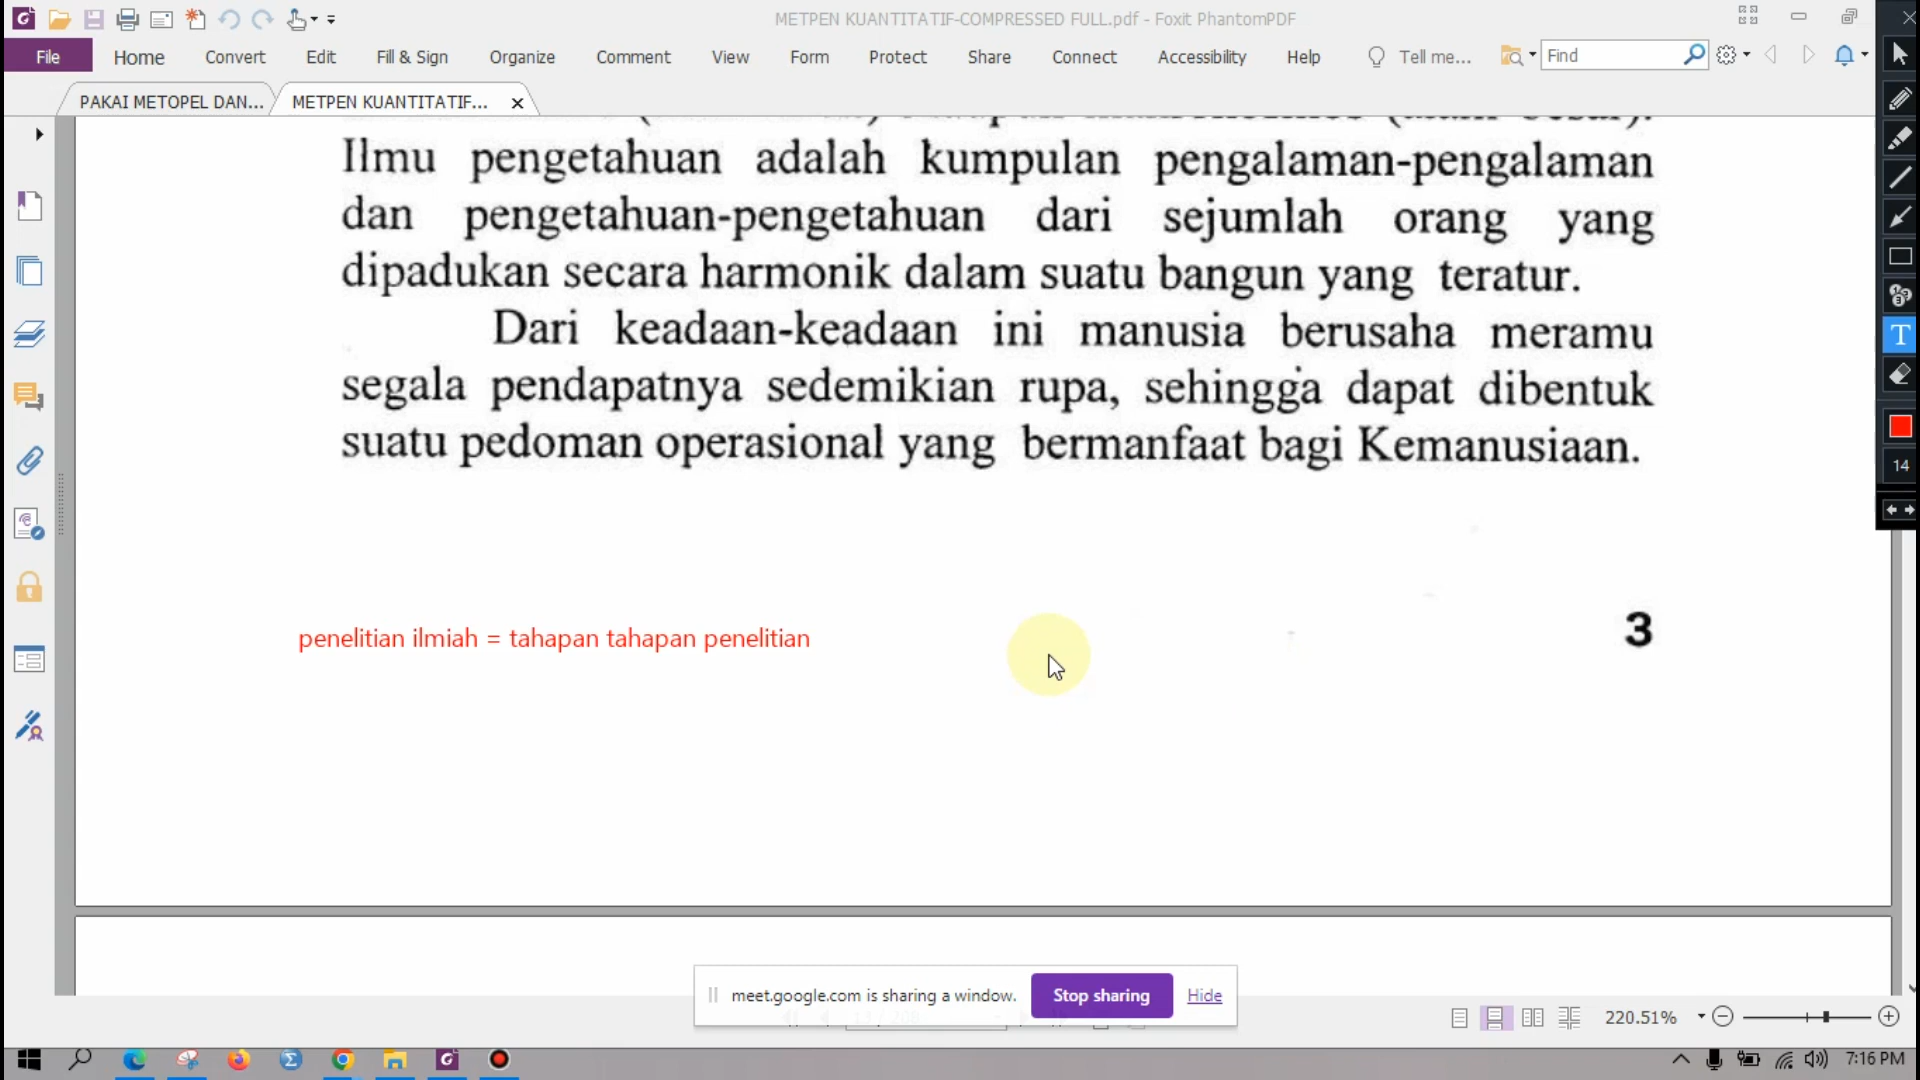 METPEN KUANTITATIF-COMPRESSED FULL.pdf - Foxit PhantomPDF
File Home Convert Edit Fill & Sign Organize Comment View Form Protect Share Connect Accessibility Help Tell me... Find
PAKAI METOPEL DAN... METPEN KUANTITATIF...
Ilmu pengetahuan adalah kumpulan pengalaman-pengalaman
dan pengetahuan-pengetahuan dari sejumlah orang yang
dipadukan secara harmonik dalam suatu bangun yang teratur.
Dari keadaan-keadaan ini manusia berusaha meramu
segala pendapatnya sedemikian rupa, sehingga dapat dibentuk
suatu pedoman operasional yang bermanfaat bagi Kemanusiaan.
14
penelitian ilmiah = tahapan tahapan penelitian
3
meet.google.com is sharing a window. Stop sharing Hide
220.51%
7:16 PM